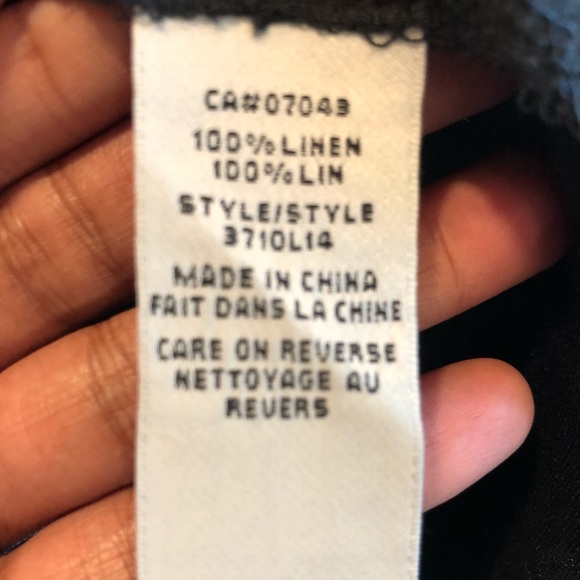 CA#07043
100% LINEN
100% LIN
STYLE/STYLE
3710L14
MADE IN CHINA
FAIT DANS LA CHINE
CARE ON REVERSE
NETTOYAGE AU
REVERS